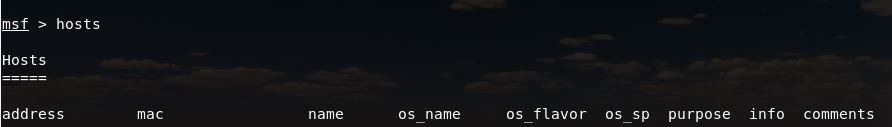 msf > hosts
Hosts
=====
address mac name os_name os_flavor os_sp purpose info comments